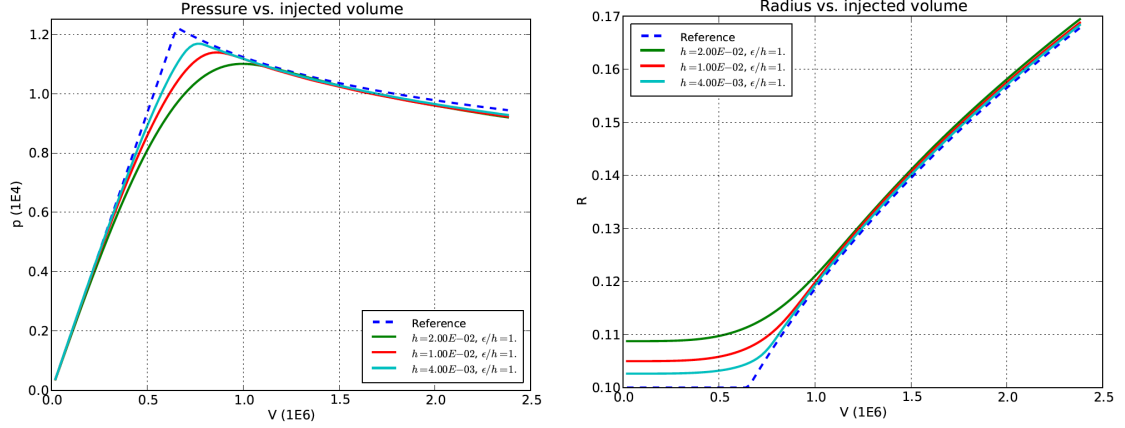 Pressure vs. injected volume
1.2
1.0
0.8
0.6
0.4
0.2
0.0
p (1E4)
Reference
h=2.00E−02, ϵ/h=1.
h=1.00E−02, ϵ/h=1.
h=4.00E−03, ϵ/h=1.
0.0 0.5 1.0 1.5 2.0 2.5
V (1E6)
Radius vs. injected volume
0.17
0.16
0.15
0.14
0.13
0.12
0.11
0.10
R
Reference
h=2.00E−02, ϵ/h=1.
h=1.00E−02, ϵ/h=1.
h=4.00E−03, ϵ/h=1.
0.0 0.5 1.0 1.5 2.0 2.5
V (1E6)